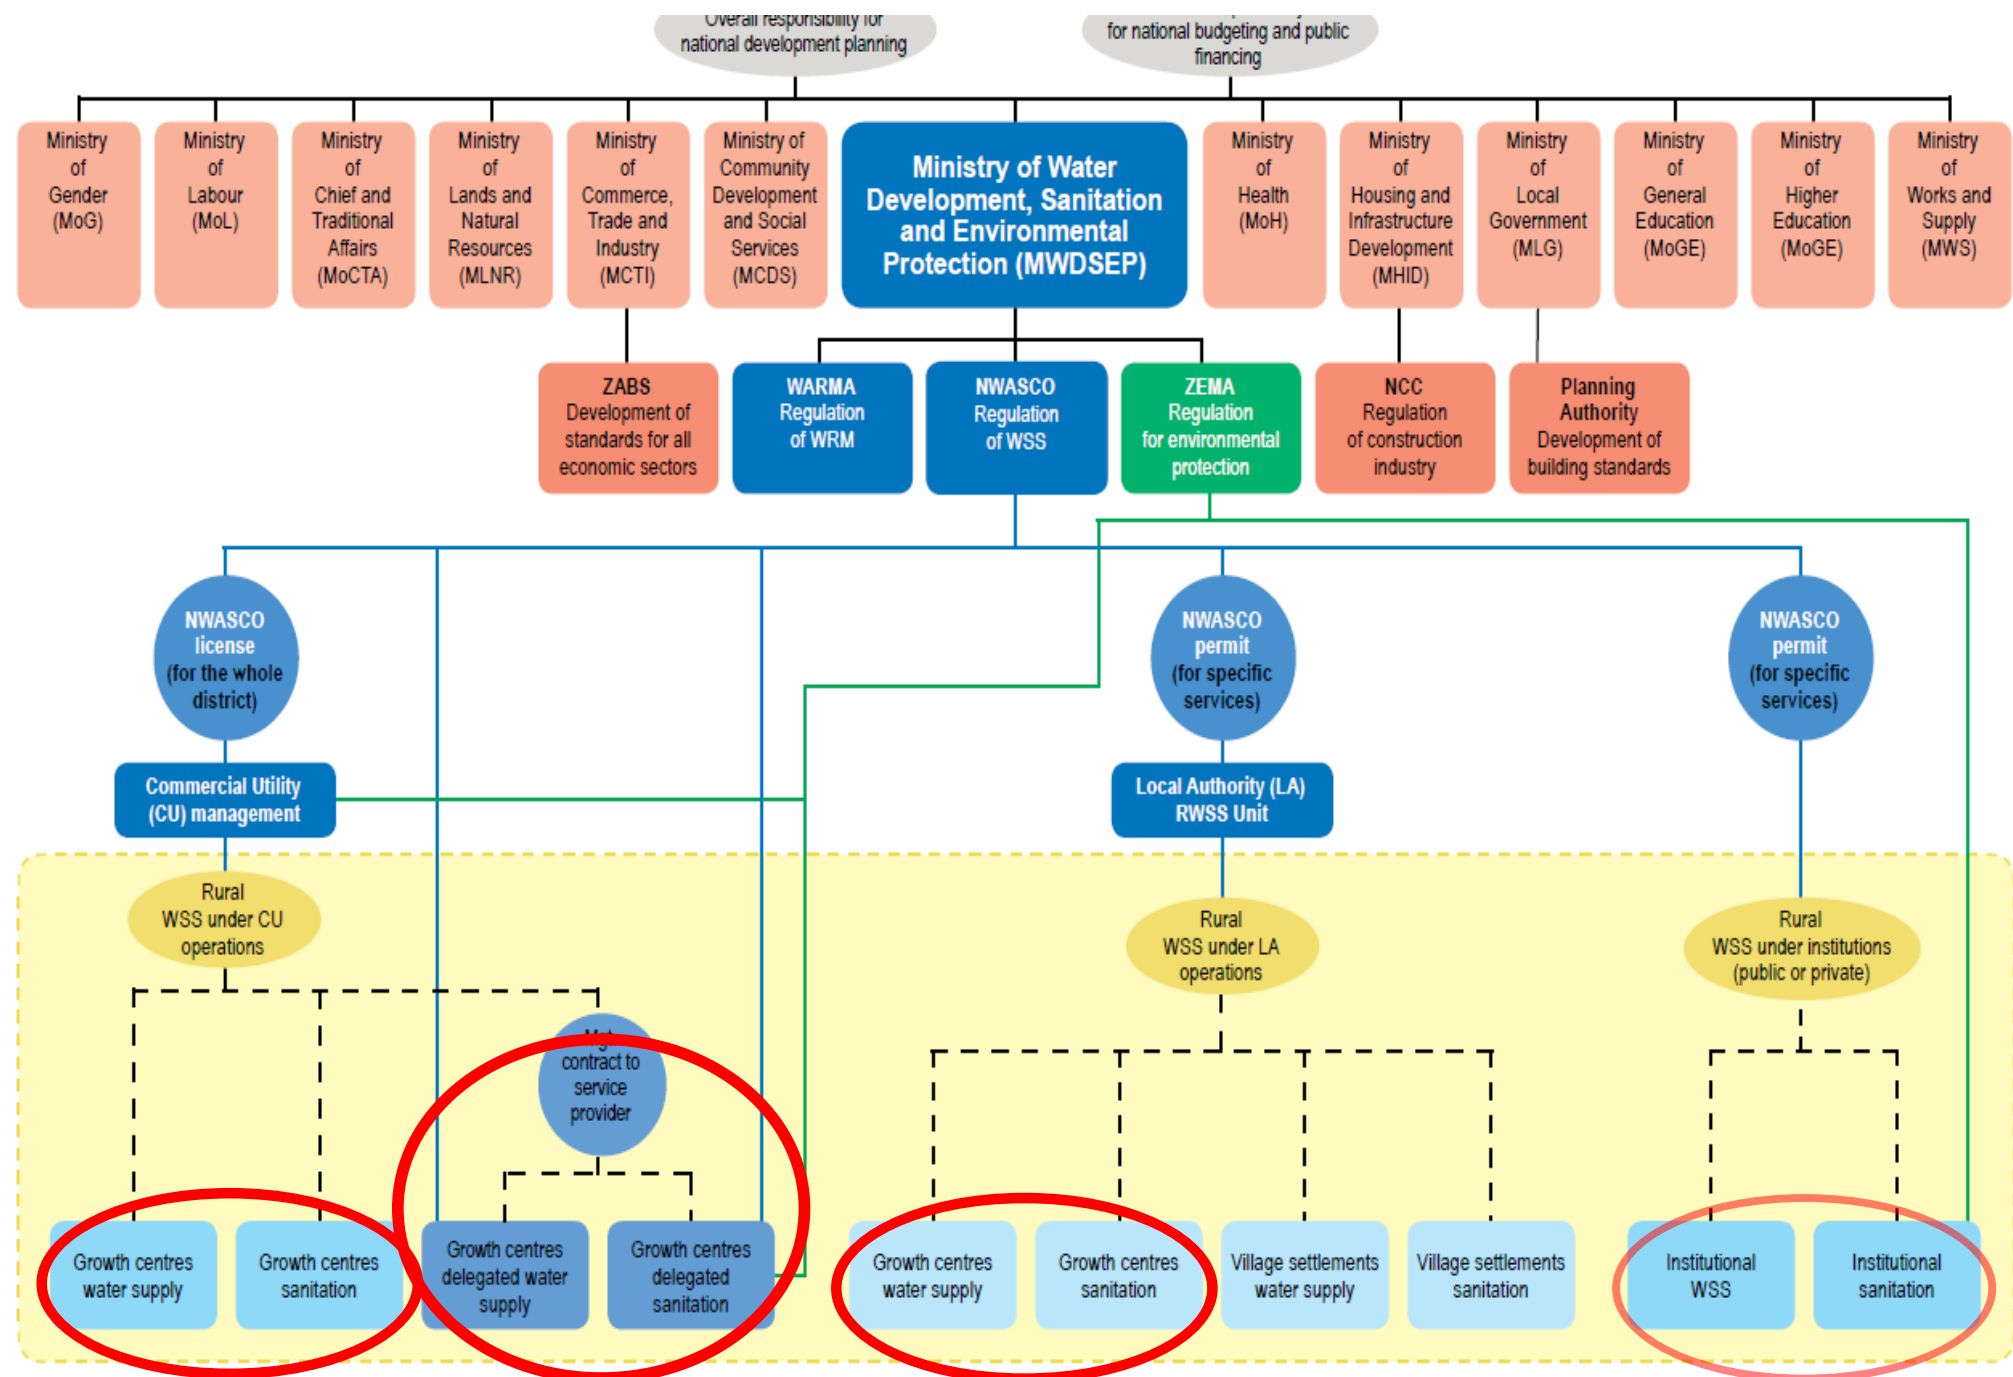 Overall responsibility for
national development planning
for national budgeting and public
financing
Ministry
of
Gender
(MoG)
Ministry
of
Labour
(MoL)
Ministry
of
Chief and
Traditional
Affairs
(MoCTA)
Ministry
of
Lands and
Natural
Resources
(MLNR)
Ministry
of
Commerce,
Trade and
Industry
(MCTI)
Ministry of
Community
Development
and Social
Services
(MCDS)
Ministry of Water
Development, Sanitation
and Environmental
Protection (MWDSEP)
Ministry
of
Health
(MoH)
Ministry
of
Housing and
Infrastructure
Development
(MHID)
Ministry
of
Local
Government
(MLG)
Ministry
of
General
Education
(MoGE)
Ministry
of
Higher
Education
(MoGE)
Ministry
of
Works and
Supply
(MWS)
ZABS
Development of
standards for all
economic sectors
WARMA
Regulation
of WRM
NWASCO
Regulation
of WSS
ZEMA
Regulation
for environmental
protection
NCC
Regulation
of construction
industry
Planning
Authority
Development of
building standards
NWASCO
license
(for the whole
district)
NWASCO
permit
(for specific
services)
NWASCO
permit
(for specific
services)
Commercial Utility
(CU) management
Local Authority (LA)
RWSS Unit
Rural
WSS under CU
operations
Rural
WSS under LA
operations
Rural
WSS under institutions
(public or private)
contract to
service
provider
Growth centres
water supply
Growth centres
sanitation
Growth centres
delegated water
supply
Growth centres
delegated
sanitation
Growth centres
water supply
Growth centres
sanitation
Village settlements
water supply
Village settlements
sanitation
Institutional
WSS
Institutional
sanitation